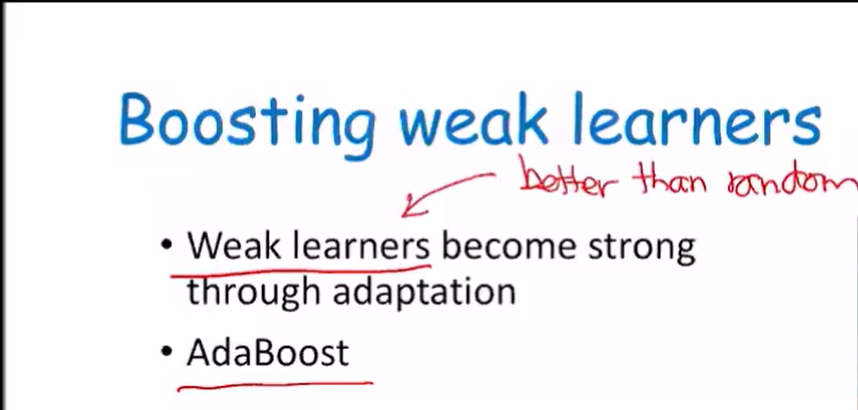 Boosting weak learners
better than random
• Weak learners become strong
through adaptation
• AdaBoost